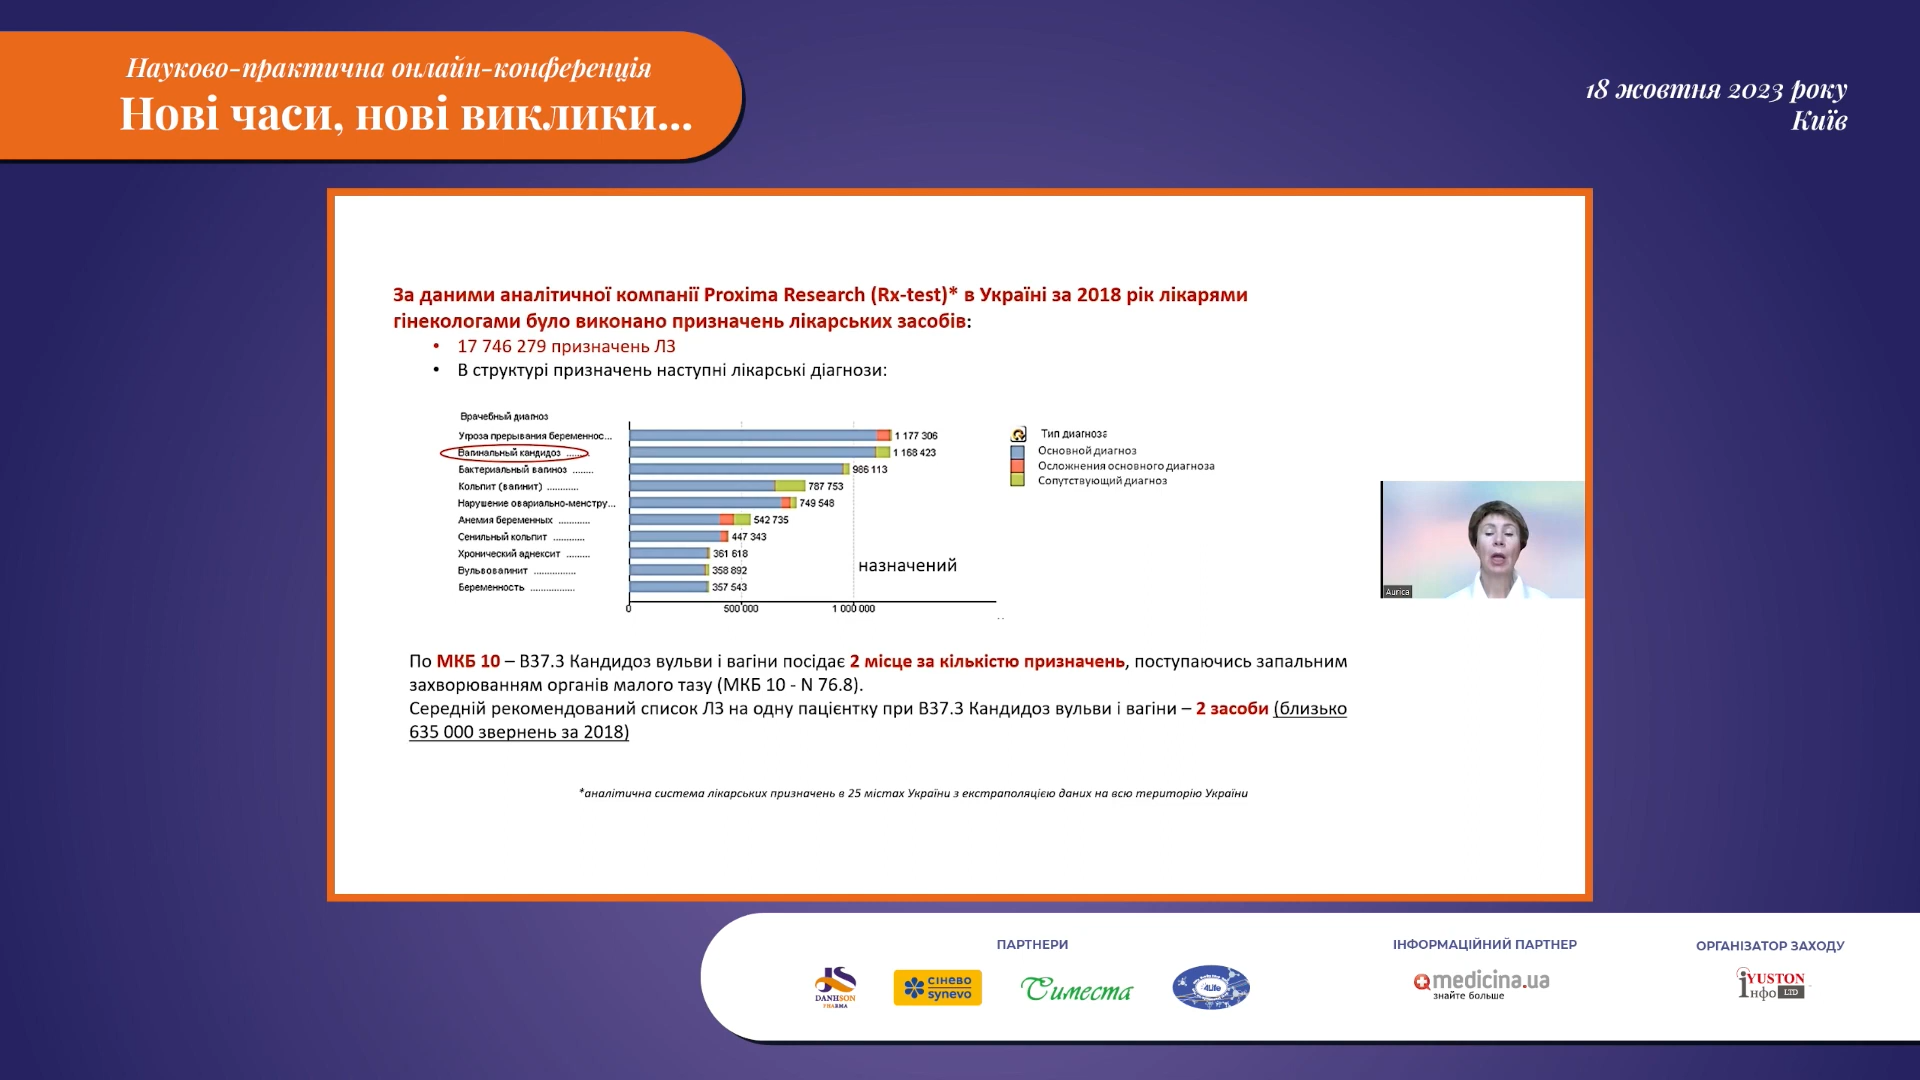 Науково-практична онлайн-конференція
Нові часи, нові виклики...
18 жовтня 2023 року
Київ
За даними аналітичної компанії Proxima Research (Rx-test)* в Україні за 2018 рік лікарями
гінекологами було виконано призначень лікарських засобів:
• 17 746 279 призначень ЛЗ
• В структурі призначень наступні лікарські діагнози:
Врачебный диагноз
Угроза прерывания беременнос... 1 177 306
Вагинальный кандидоз ...... 1 168 423
Бактериальный вагиноз ........ 986 113
Кольпит (вагинит) ............ 787 753
Нарушение овариально-менстру... 749 548
Анемия беременных ............ 542 735
Сенильный кольпит ............ 447 343
Хронический аднексит ......... 361 618
Вульвовагинит ................ 358 892
Беременность ................. 357 543
0 500 000 1 000 000
назначений
Тип диагноза
Основной диагноз
Осложнения основного диагноза
Сопутствующий диагноз
Aurica
По МКБ 10 – В37.3 Кандидоз вульви і вагіни посідає 2 місце за кількістю призначень, поступаючись запальним
захворюванням органів малого тазу (МКБ 10 - N 76.8).
Середній рекомендований список ЛЗ на одну пацієнтку при В37.3 Кандидоз вульви і вагіни – 2 засоби (близько
635 000 звернень за 2018)
*аналітична система лікарських призначень в 25 містах України з екстраполяцією даних на всю територію України
ПАРТНЕРИ
ІНФОРМАЦІЙНИЙ ПАРТНЕР
ОРГАНІЗАТОР ЗАХОДУ
DANHSON
PHARMA
сінево
synevo
Симеста
4Life
medicina.ua
знайте больше
iYUSTON
Iнфо LTD